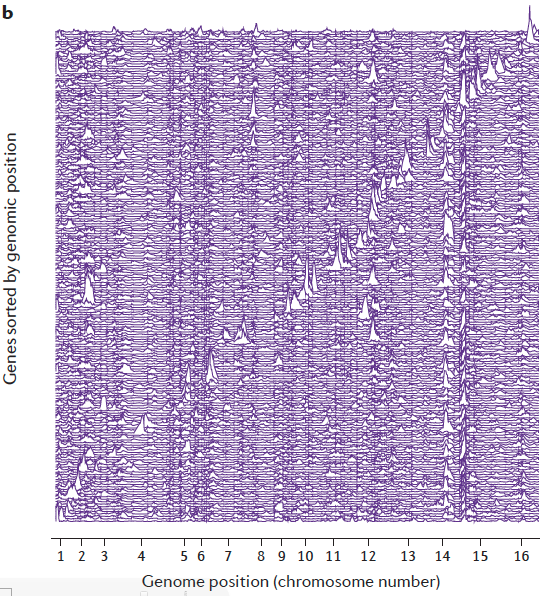 b
Genes sorted by genomic position
1 2 3 4 5 6 7 8 9 10 11 12 13 14 15 16
Genome position (chromosome number)